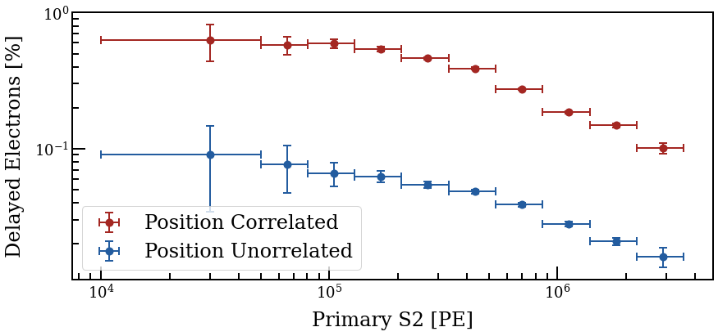 10⁰
10⁻¹
Delayed Electrons [%]
Position Correlated
Position Unorrelated
10⁴ 10⁵ 10⁶
Primary S2 [PE]